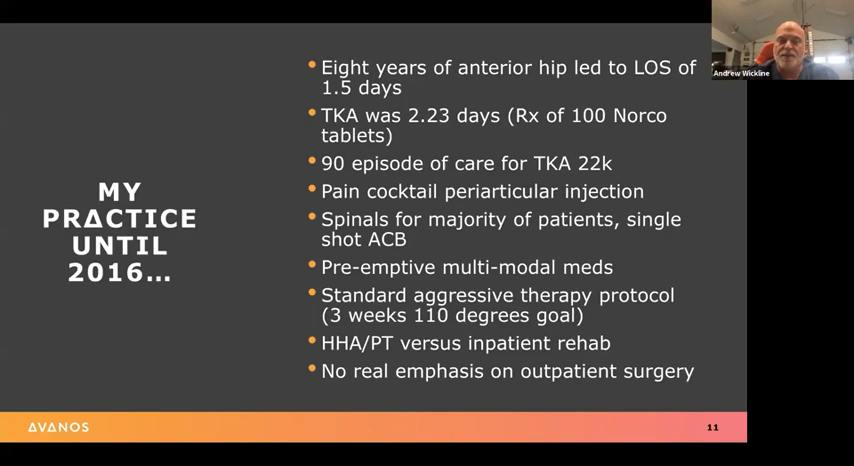 Andrew Wickline
MY
PRΔCTICE
UNTIL
2016...
• Eight years of anterior hip led to LOS of
1.5 days
• TKA was 2.23 days (Rx of 100 Norco
tablets)
• 90 episode of care for TKA 22k
• Pain cocktail periarticular injection
• Spinals for majority of patients, single
shot ACB
• Pre-emptive multi-modal meds
• Standard aggressive therapy protocol
(3 weeks 110 degrees goal)
• HHA/PT versus inpatient rehab
• No real emphasis on outpatient surgery
ΔVΔNOS
11